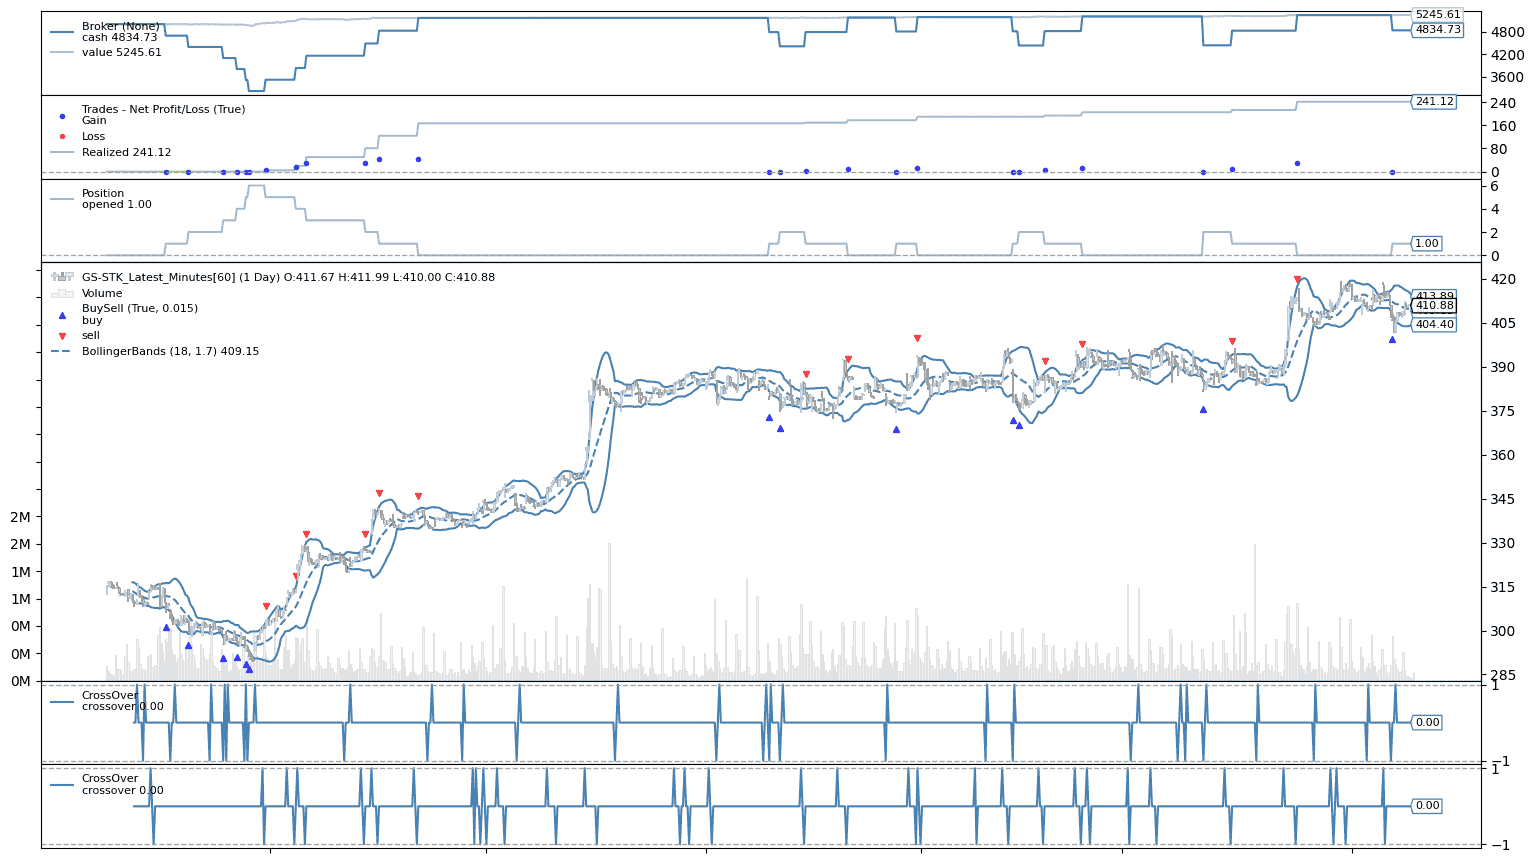 Broker (None)
cash 4834.73
value 5245.61
5245.61
4834.73
4800
4200
3600
Trades - Net Profit/Loss (True)
Gain
Loss
Realized 241.12
241.12
240
160
80
0
Position
opened 1.00
1.00
6
4
2
0
GS-STK_Latest_Minutes[60] (1 Day) O:411.67 H:411.99 L:410.00 C:410.88
Volume
BuySell (True, 0.015)
buy
sell
BollingerBands (18, 1.7) 409.15
413.89
410.88
404.40
420
405
390
375
360
345
330
315
300
285
2M
2M
1M
1M
0M
0M
0M
CrossOver
crossover 0.00
0.00
1
−1
CrossOver
crossover 0.00
0.00
1
−1